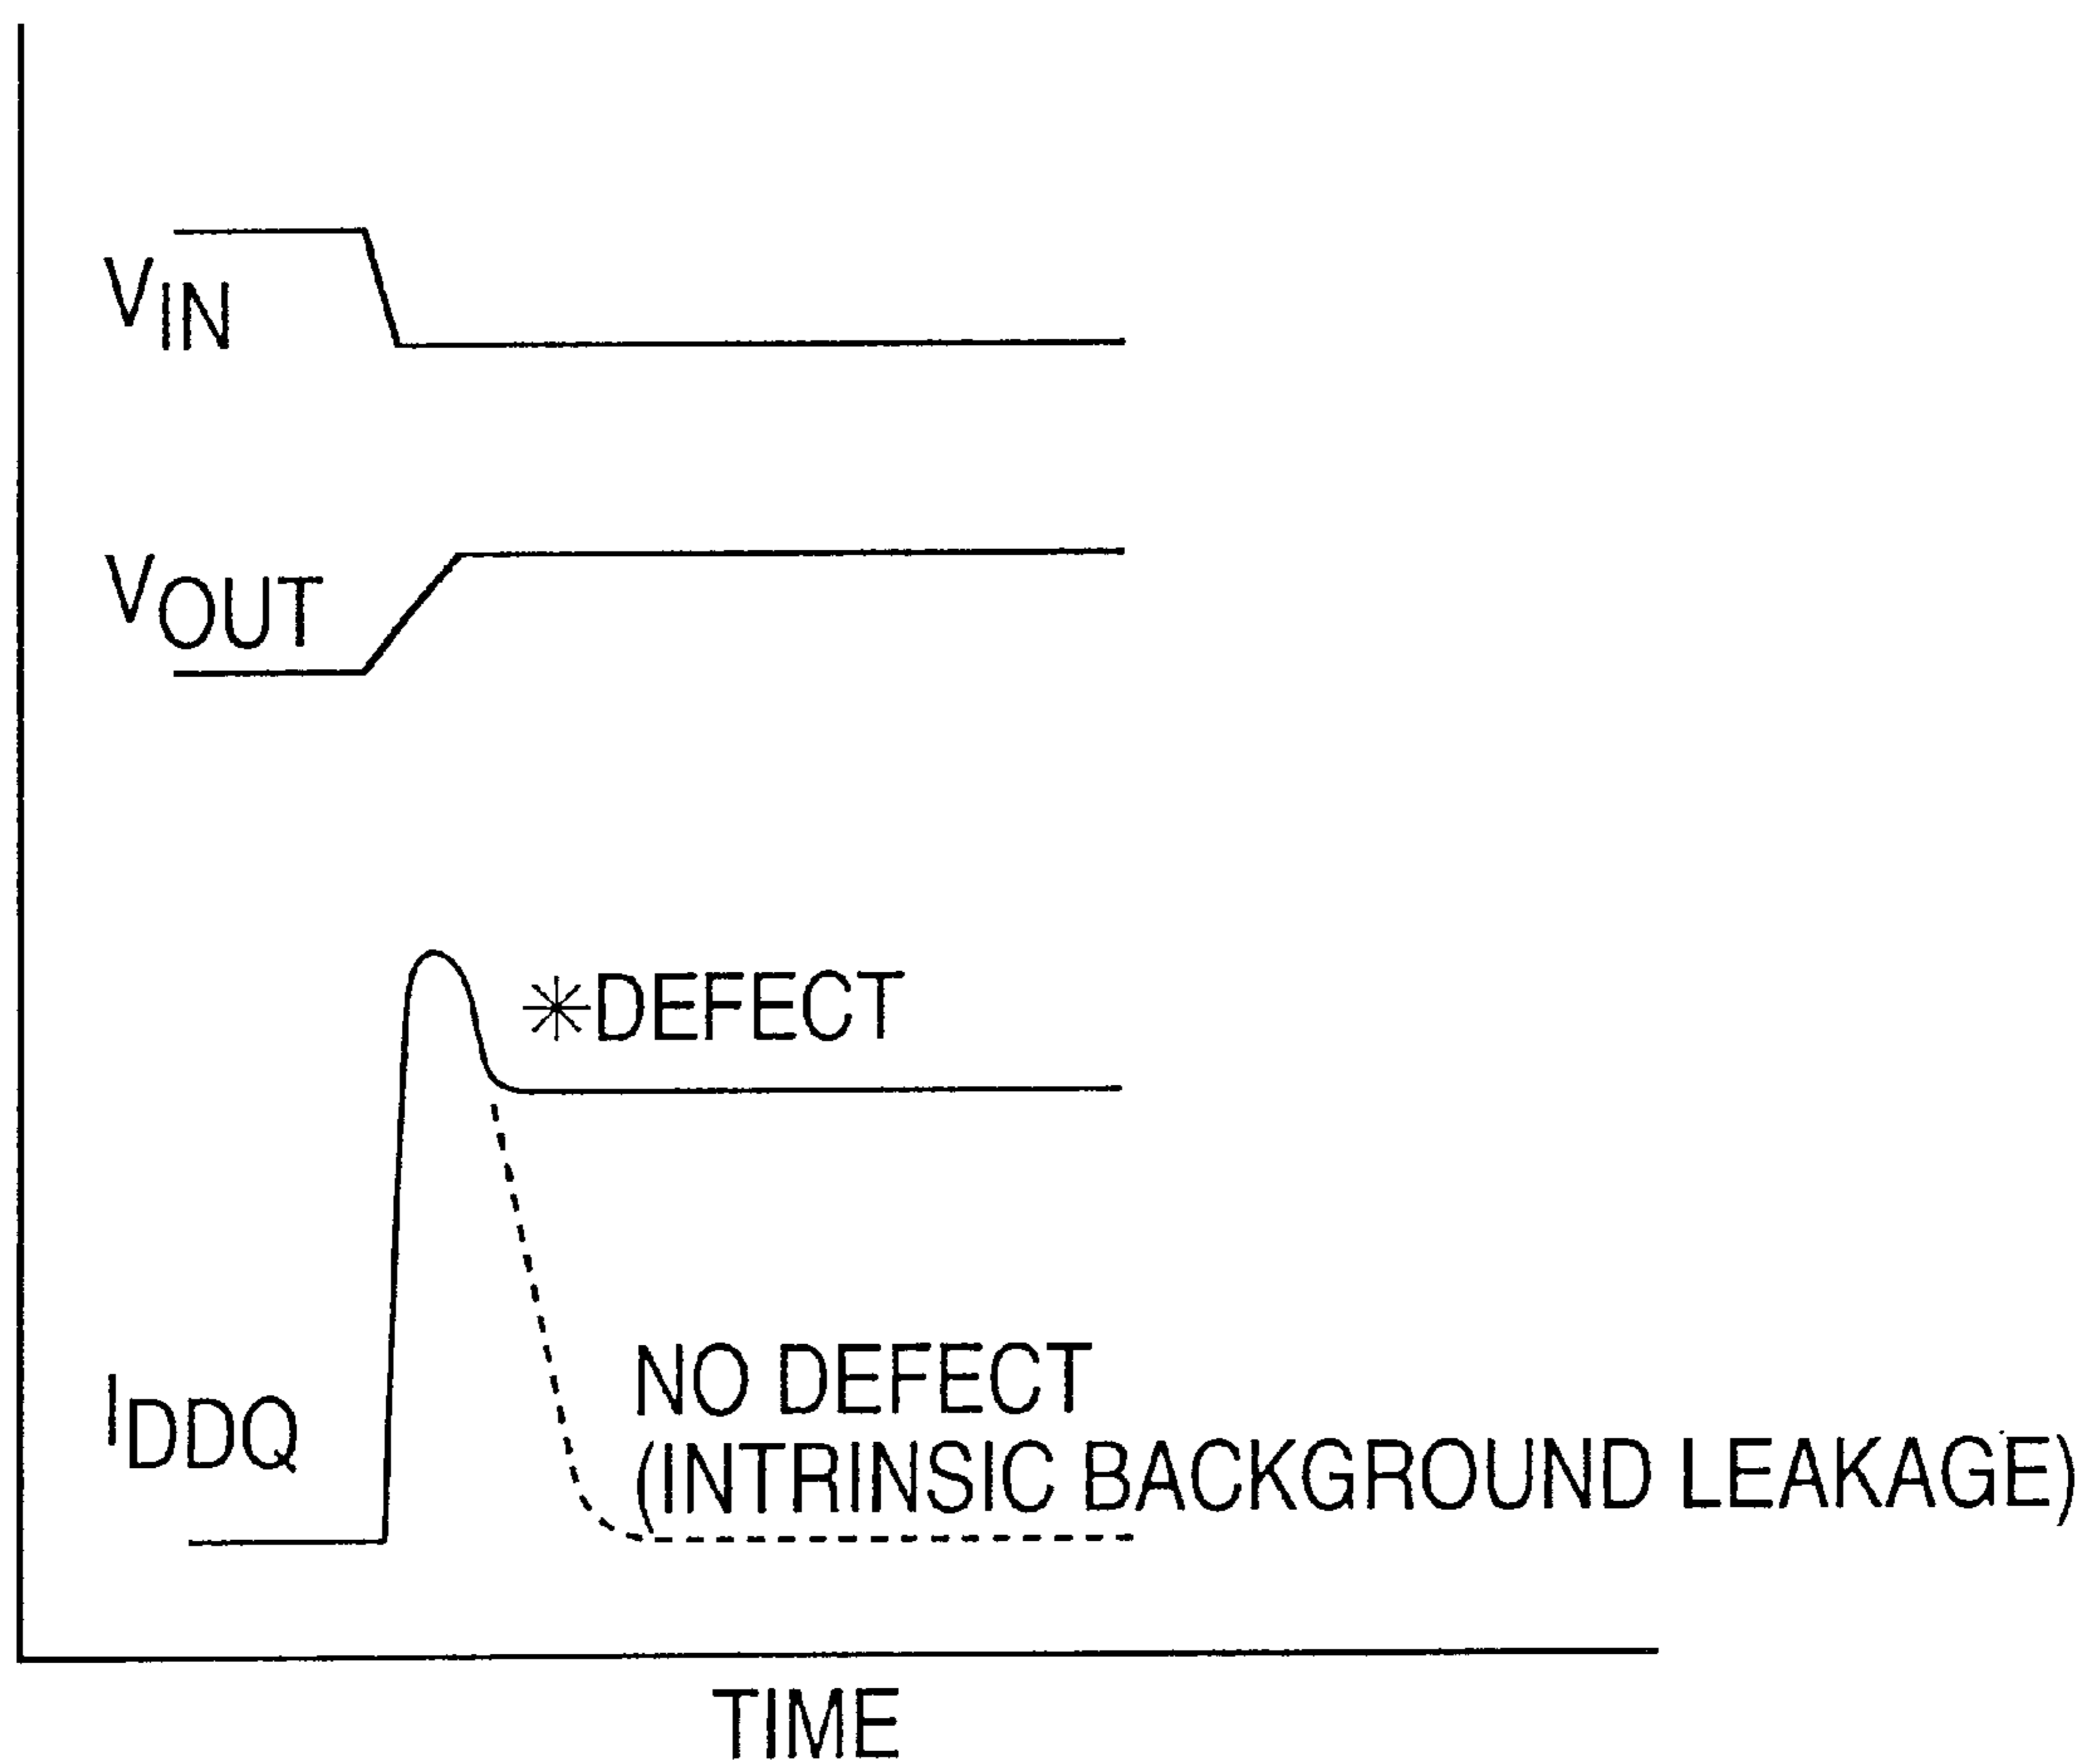 VIN
VOUT
*DEFECT
IDDQ
NO DEFECT
(INTRINSIC BACKGROUND LEAKAGE)
TIME